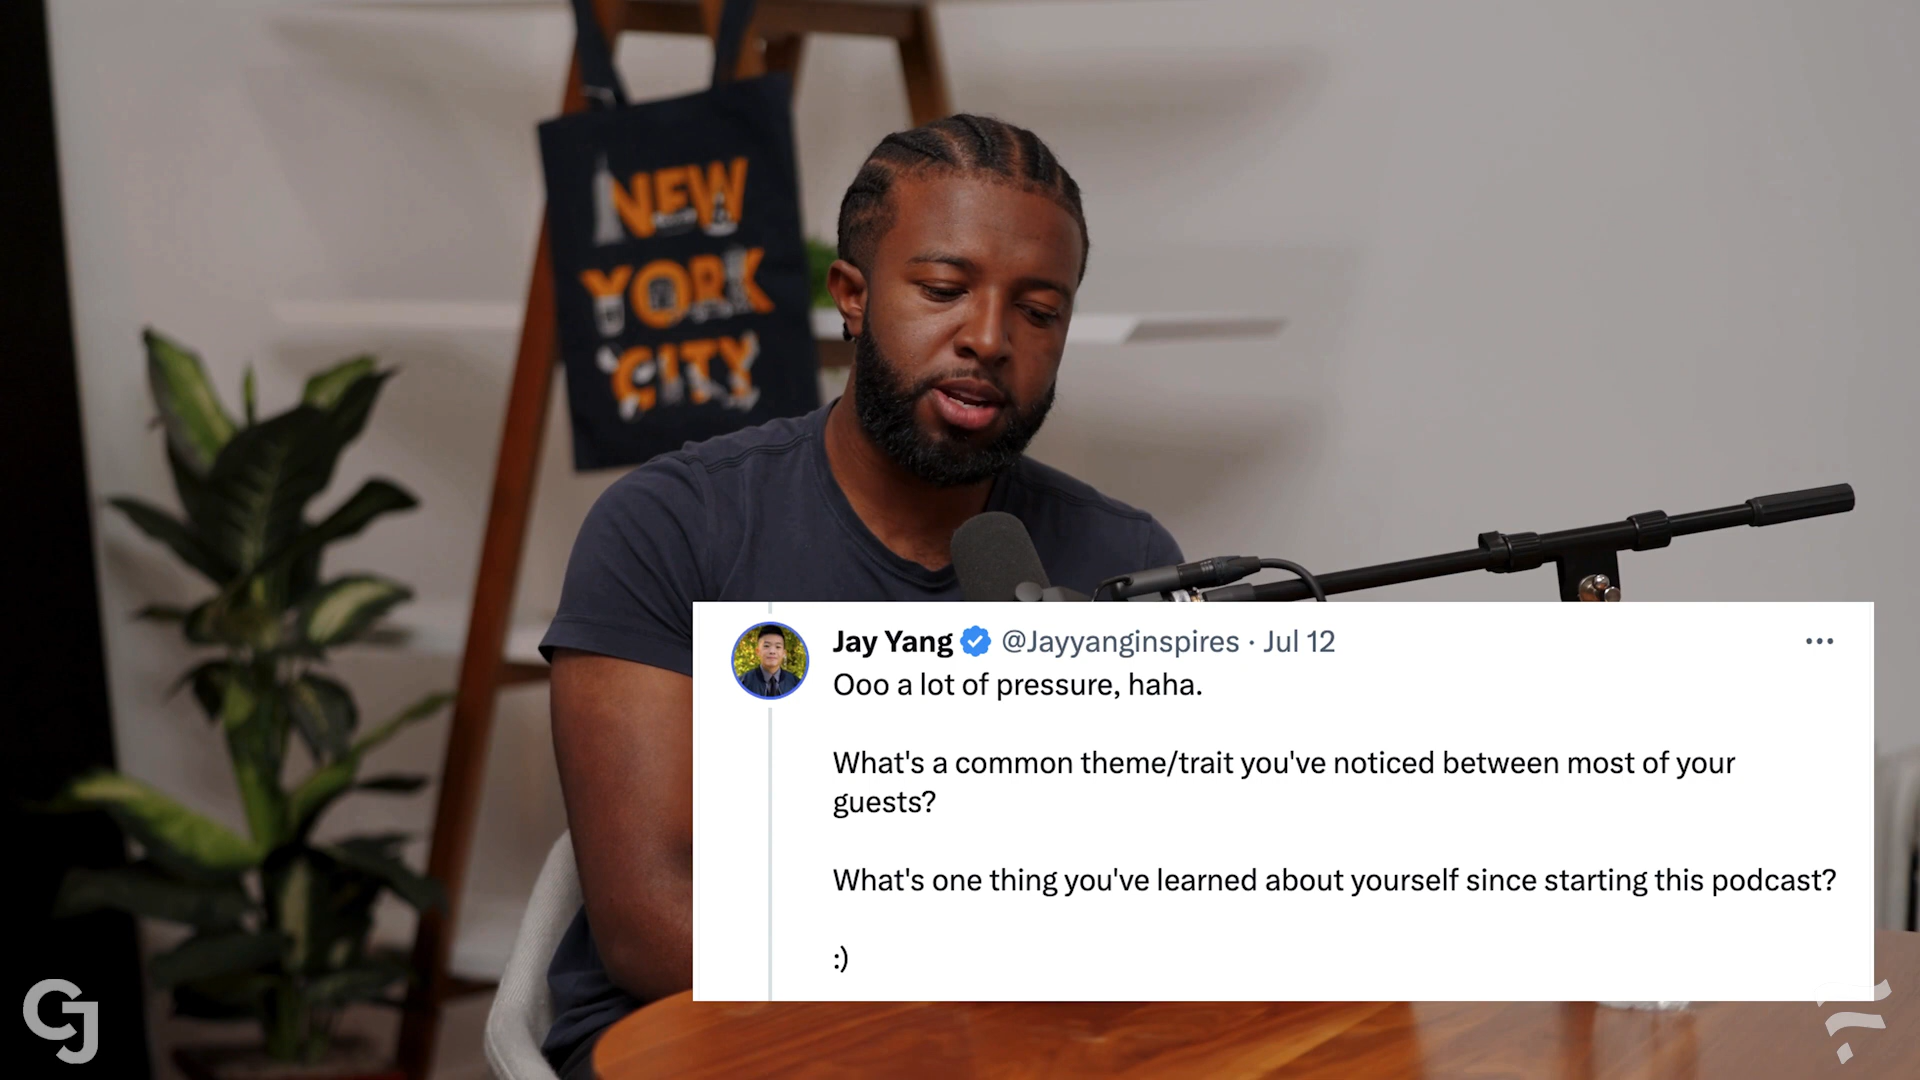 NEW
YORK
CITY
Jay Yang @Jayyanginspires · Jul 12
Ooo a lot of pressure, haha.
What's a common theme/trait you've noticed between most of your
guests?
What's one thing you've learned about yourself since starting this podcast?
:)
GJ